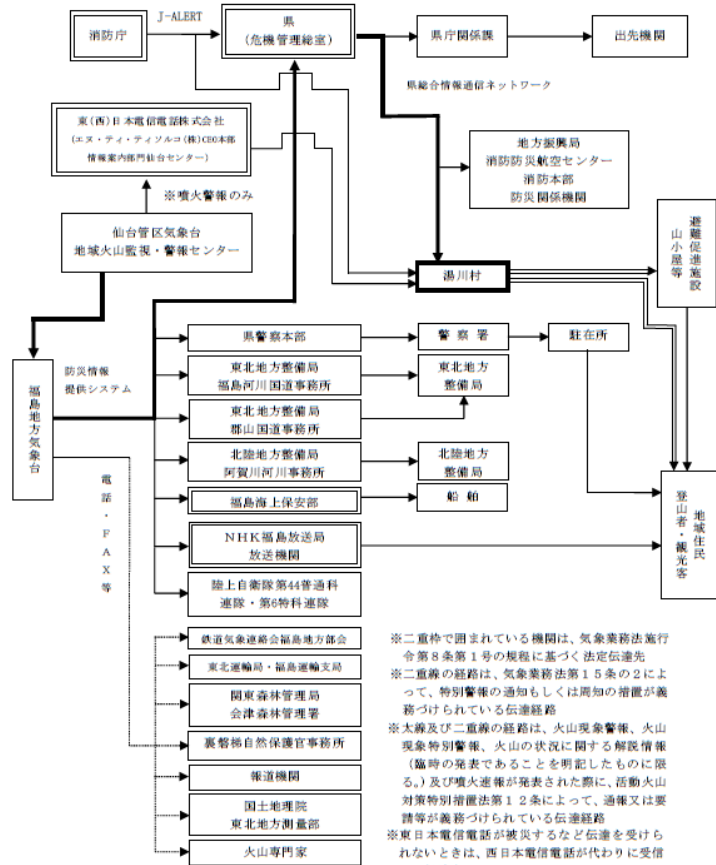 J-ALERT
消防庁
県
(危機管理総室)
県庁関係課
出先機関
県総合情報通信ネットワーク
東(西)日本電信電話株式会社
(エヌ・ティ・ティソルコ(株)CEO本部
情報案内部門仙台センター)
地方振興局
消防防災航空センター
消防本部
防災関係機関
※噴火警報のみ
仙台管区気象台
地域火山監視・警報センター
湯川村
避難促進施設
山小屋等
県警察本部
警察署
駐在所
防災情報
提供システム
東北地方整備局
福島河川国道事務所
東北地方
整備局
福島地方気象台
東北地方整備局
郡山国道事務所
北陸地方整備局
阿賀川河川事務所
北陸地方
整備局
福島海上保安部
船舶
電話・FAX等
地域住民
登山者・観光客
NHK福島放送局
放送機関
陸上自衛隊第44普通科
連隊・第6特科連隊
鉄道気象連絡会福島地方部会
東北運輸局・福島運輸支局
関東森林管理局
会津森林管理署
裏磐梯自然保護官事務所
報道機関
国土地理院
東北地方測量部
火山専門家
※二重枠で囲まれている機関は、気象業務法施行
令第8条第1号の規程に基づく法定伝達先
※二重線の経路は、気象業務法第15条の2によ
って、特別警報の通知もしくは周知の措置が義
務づけられている伝達経路
※太線及び二重線の経路は、火山現象警報、火山
現象特別警報、火山の状況に関する解説情報
(臨時の発表であることを明記したものに限
る。)及び噴火速報が発表された際に、活動火山
対策特別措置法第12条によって、通報又は要
請等が義務づけられている伝達経路
※東日本電信電話が被災するなど伝達を受けら
れないときは、西日本電信電話が代わりに受信